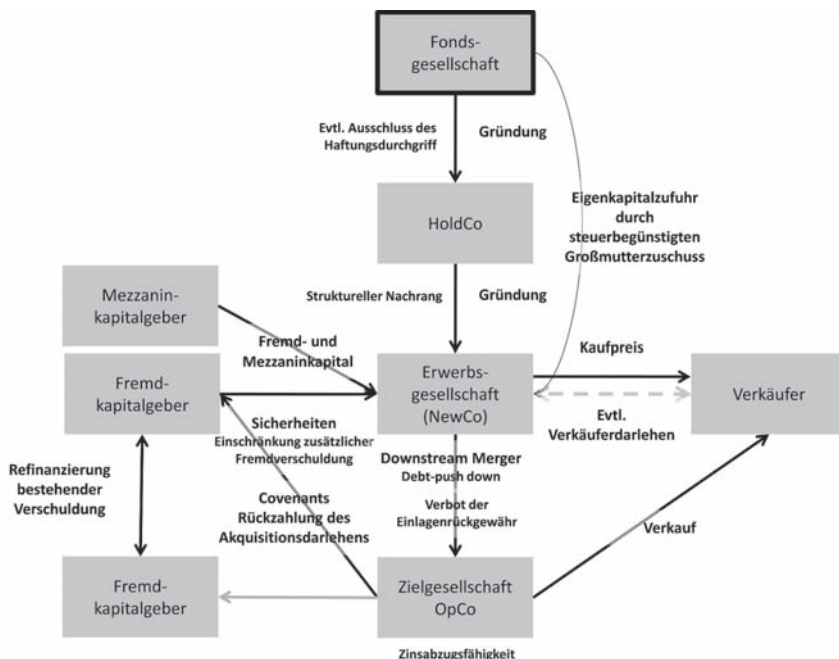 Fonds-
gesellschaft
Evtl. Ausschluss des
Haftungsdurchgriff
Gründung
Eigenkapitalzufuhr
durch
steuerbegünstigten
Großmutterzuschuss
HoldCo
Struktureller Nachrang
Gründung
Mezzanin-
kapitalgeber
Fremd- und
Mezzaninkapital
Kaufpreis
Fremd-
kapitalgeber
Erwerbs-
gesellschaft
(NewCo)
Verkäufer
Evtl.
Verkäuferdarlehen
Sicherheiten
Einschränkung zusätzlicher
Fremdverschuldung
Downstream Merger
Debt-push down
Refinanzierung
bestehender
Verschuldung
Covenants
Rückzahlung des
Akquisitionsdarlehens
Verbot der
Einlagenrückgewähr
Verkauf
Fremd-
kapitalgeber
Zielgesellschaft
OpCo
Zinsabzugsfähigkeit